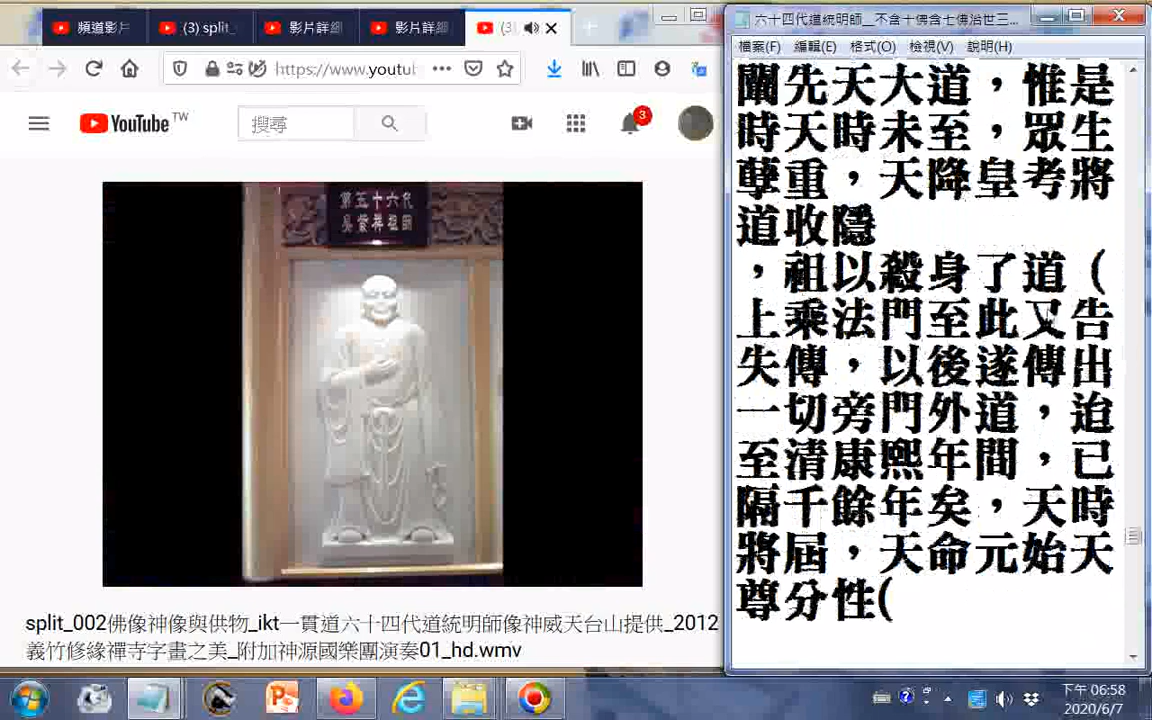 頻道影片
(3) split_
影片詳細
影片詳細
(3)
https://www.youtu
YouTube TW
搜尋
3
第五十六代
吳紫祥祖師
split_002佛像神像與供物_ikt一貫道六十四代道統明師像神威天台山提供_2012
義竹修緣禪寺字畫之美_附加神源國樂團演奏01_hd.wmv
六十四代道統明師__不含十佛含七佛治世三...
檔案(F) 編輯(E) 格式(O) 檢視(V) 說明(H)
闡先天大道，惟是
時天時未至，眾生
孽重，天降皇考將
道收隱
，祖以殺身了道（
上乘法門至此又告
失傳，以後遂傳出
一切旁門外道，迨
至清康熙年間，已
隔千餘年矣，天時
將屆，天命元始天
尊分性(
下午 06:58
2020/6/7